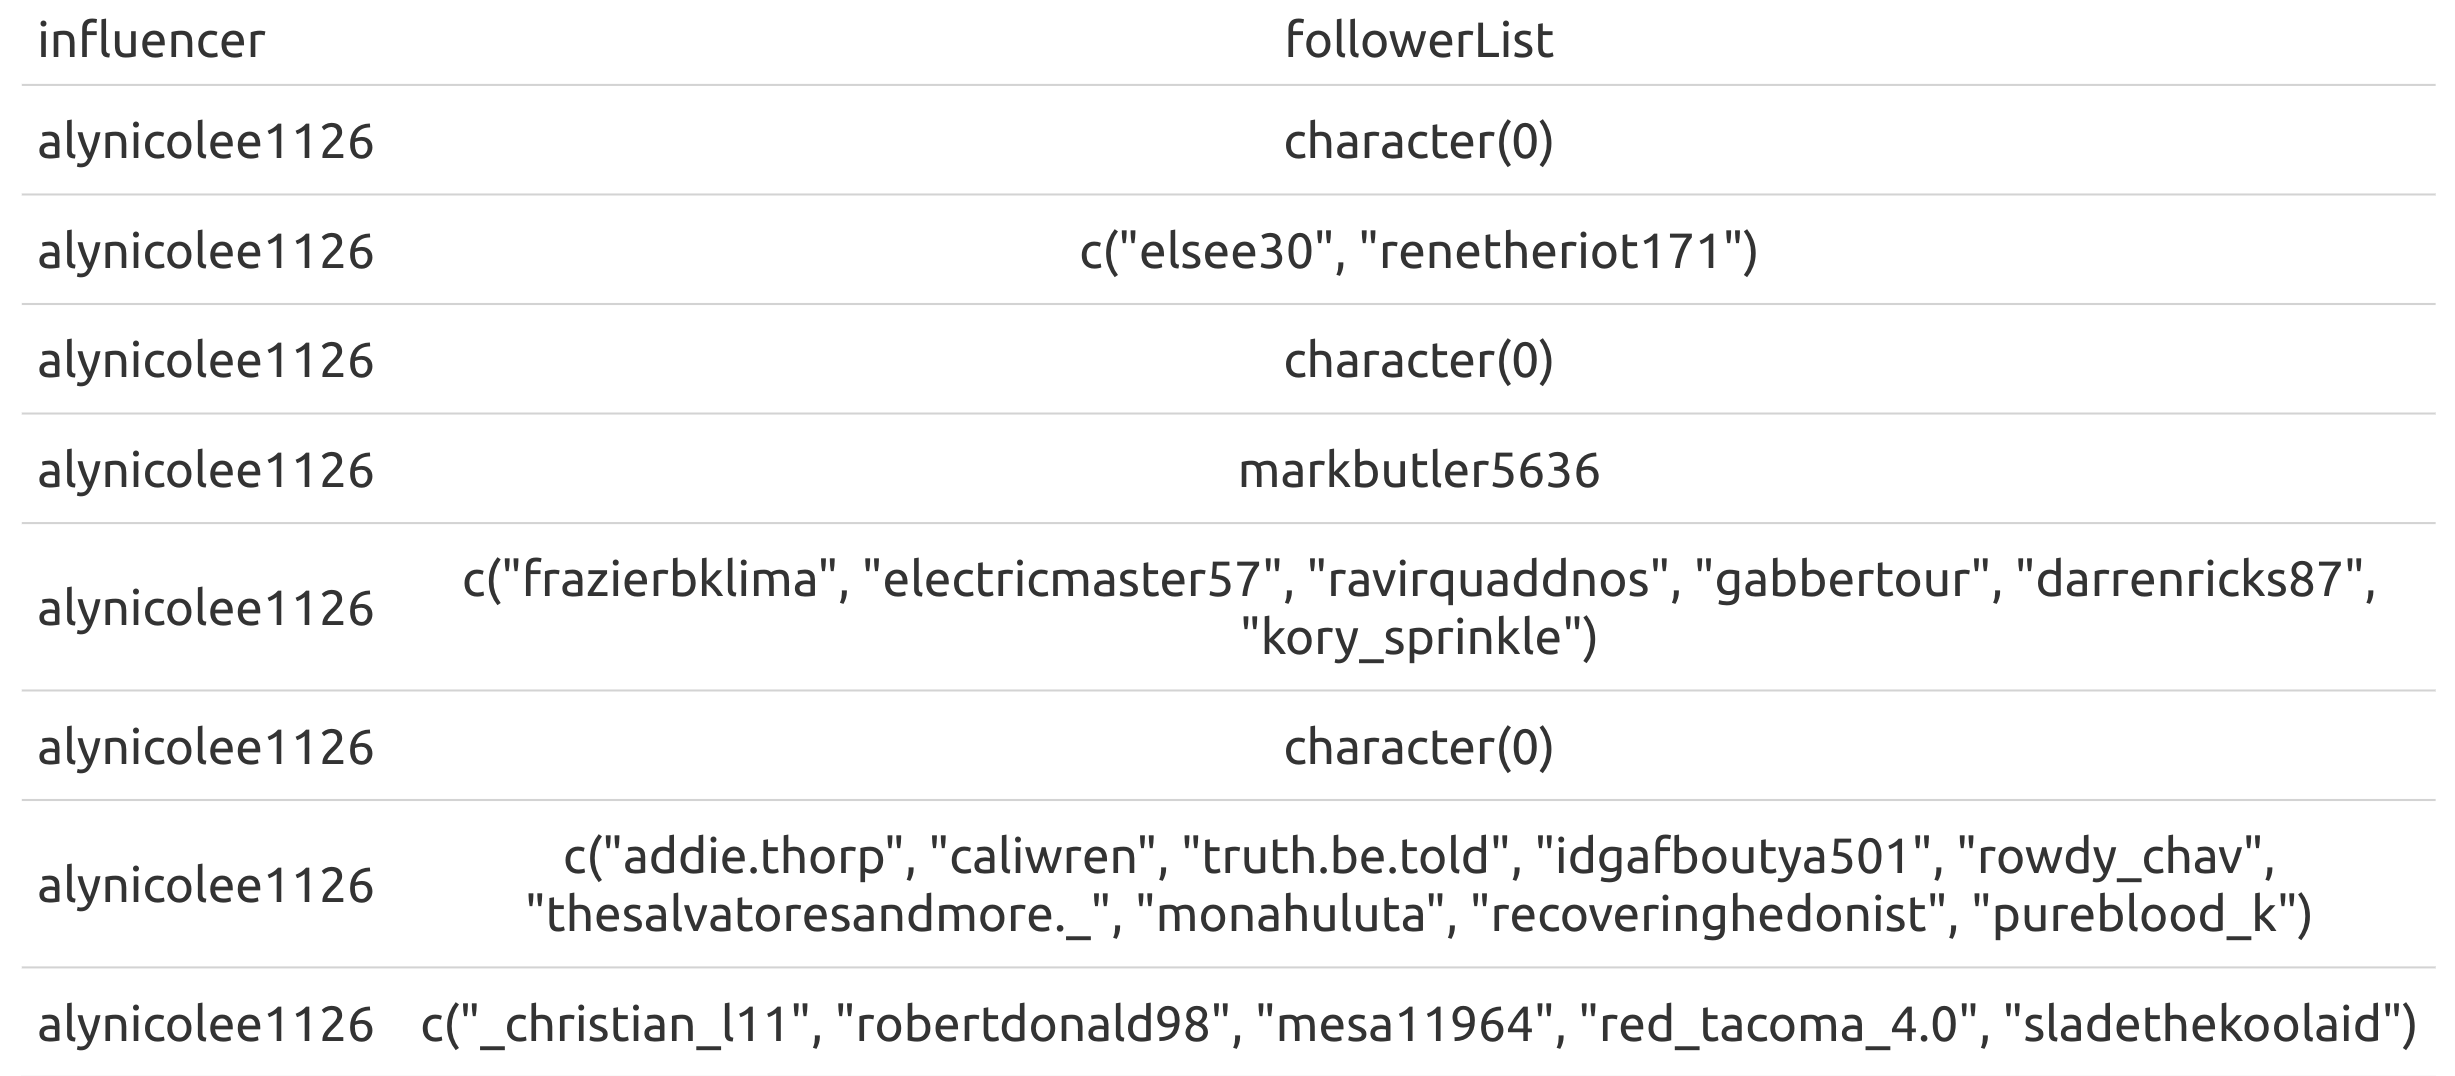 influencer followerList
alynicolee1126 character(0)
alynicolee1126 c("elsee30", "renetheriot171")
alynicolee1126 character(0)
alynicolee1126 markbutler5636
alynicolee1126 c("frazierbklima", "electricmaster57", "ravirquaddnos", "gabbertour", "darrenricks87",
"kory_sprinkle")
alynicolee1126 character(0)
alynicolee1126 c("addie.thorp", "caliwren", "truth.be.told", "idgafboutya501", "rowdy_chav",
"thesalvatoresandmore._", "monahuluta", "recoveringhedonist", "pureblood_k")
alynicolee1126 c("_christian_l11", "robertdonald98", "mesa11964", "red_tacoma_4.0", "sladethekoolaid")